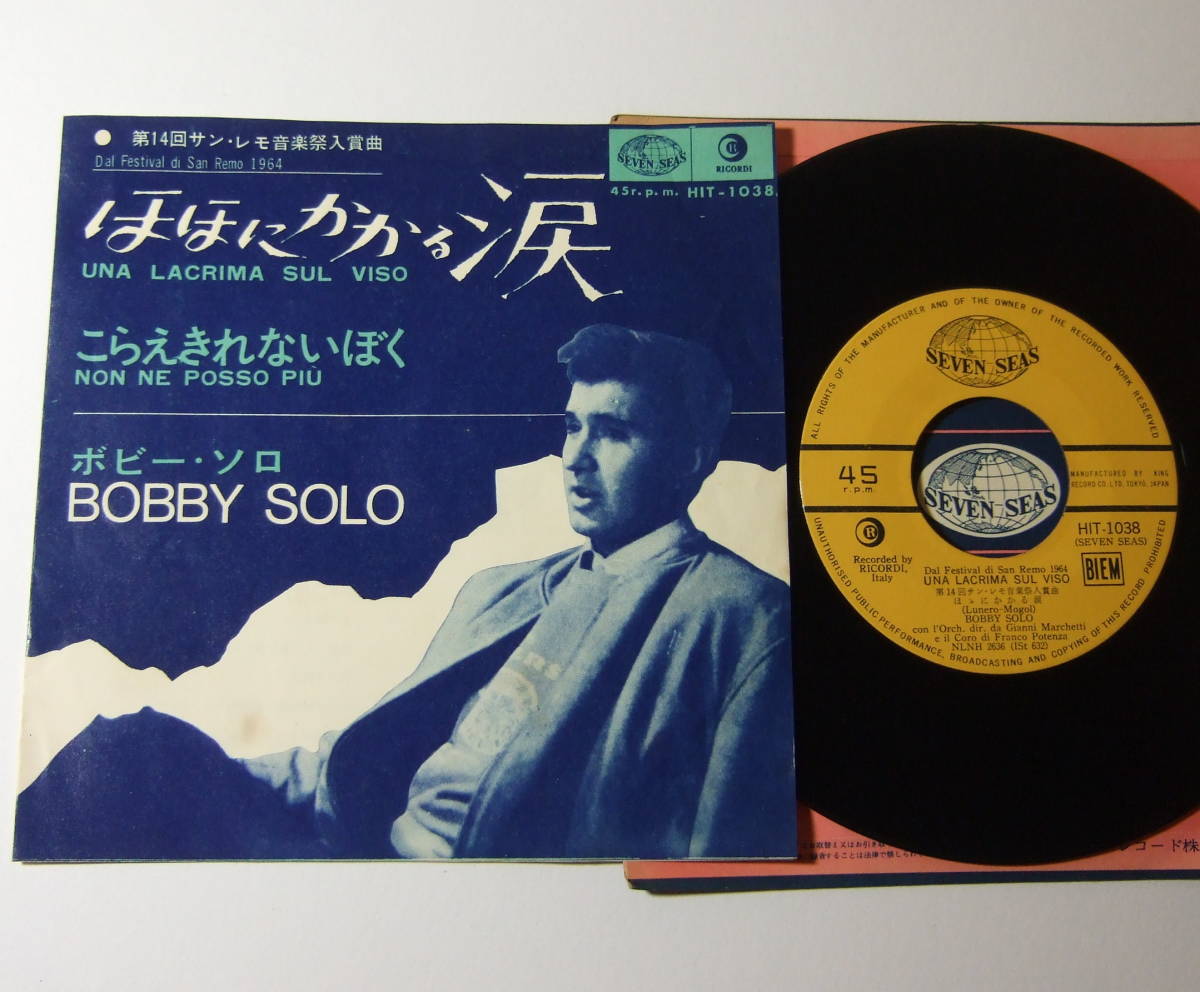 ● 第14回サン・レモ音楽祭入賞曲
Dal Festival di San Remo 1964
ほほにかかる涙
UNA LACRIMA SUL VISO
こらえきれないぼく
NON NE POSSO PIÙ
ボビー・ソロ
BOBBY SOLO
SEVEN SEAS
R
RICORDI
45r.p.m. HIT-1038
ALL RIGHTS OF THE MANUFACTURER AND OF THE OWNER OF THE RECORDED WORK RESERVED
SEVEN SEAS
45
r.p.m.
MANUFACTURED BY KING
RECORD CO. LTD, TOKYO, JAPAN
SEVEN SEAS
HIT-1038
(SEVEN SEAS)
R
Recorded by
RICORDI,
Italy
BIEM
Dal Festival di San Remo 1964
UNA LACRIMA SUL VISO
第14回サン・レモ音楽祭入賞曲
ほゝにかかる涙
(Lunero-Mogol)
BOBBY SOLO
con l'Orch. dir. da Gianni Marchetti
e il Coro di Franco Potenza
NLNH 2636 (ISt 632)
UNAUTHORISED PUBLIC PERFORMANCE, BROADCASTING AND COPYING OF THIS RECORD PROHIBITED
コード株